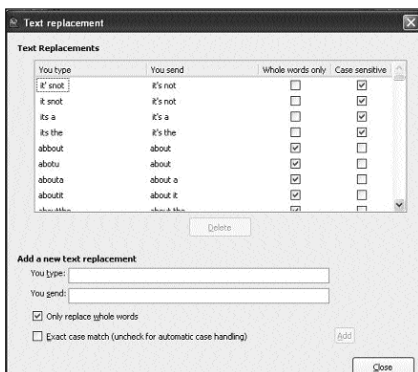 Text replacement
Text Replacements
You type You send Whole words only Case sensitive
it' snot it's not
it snot it's not
its a it's a
its the it's the
abbout about
abotu about
abouta about a
aboutit about it
aboutthe about the
Delete
Add a new text replacement
You type:
You send:
Only replace whole words
Exact case match (uncheck for automatic case handling) Add
Close